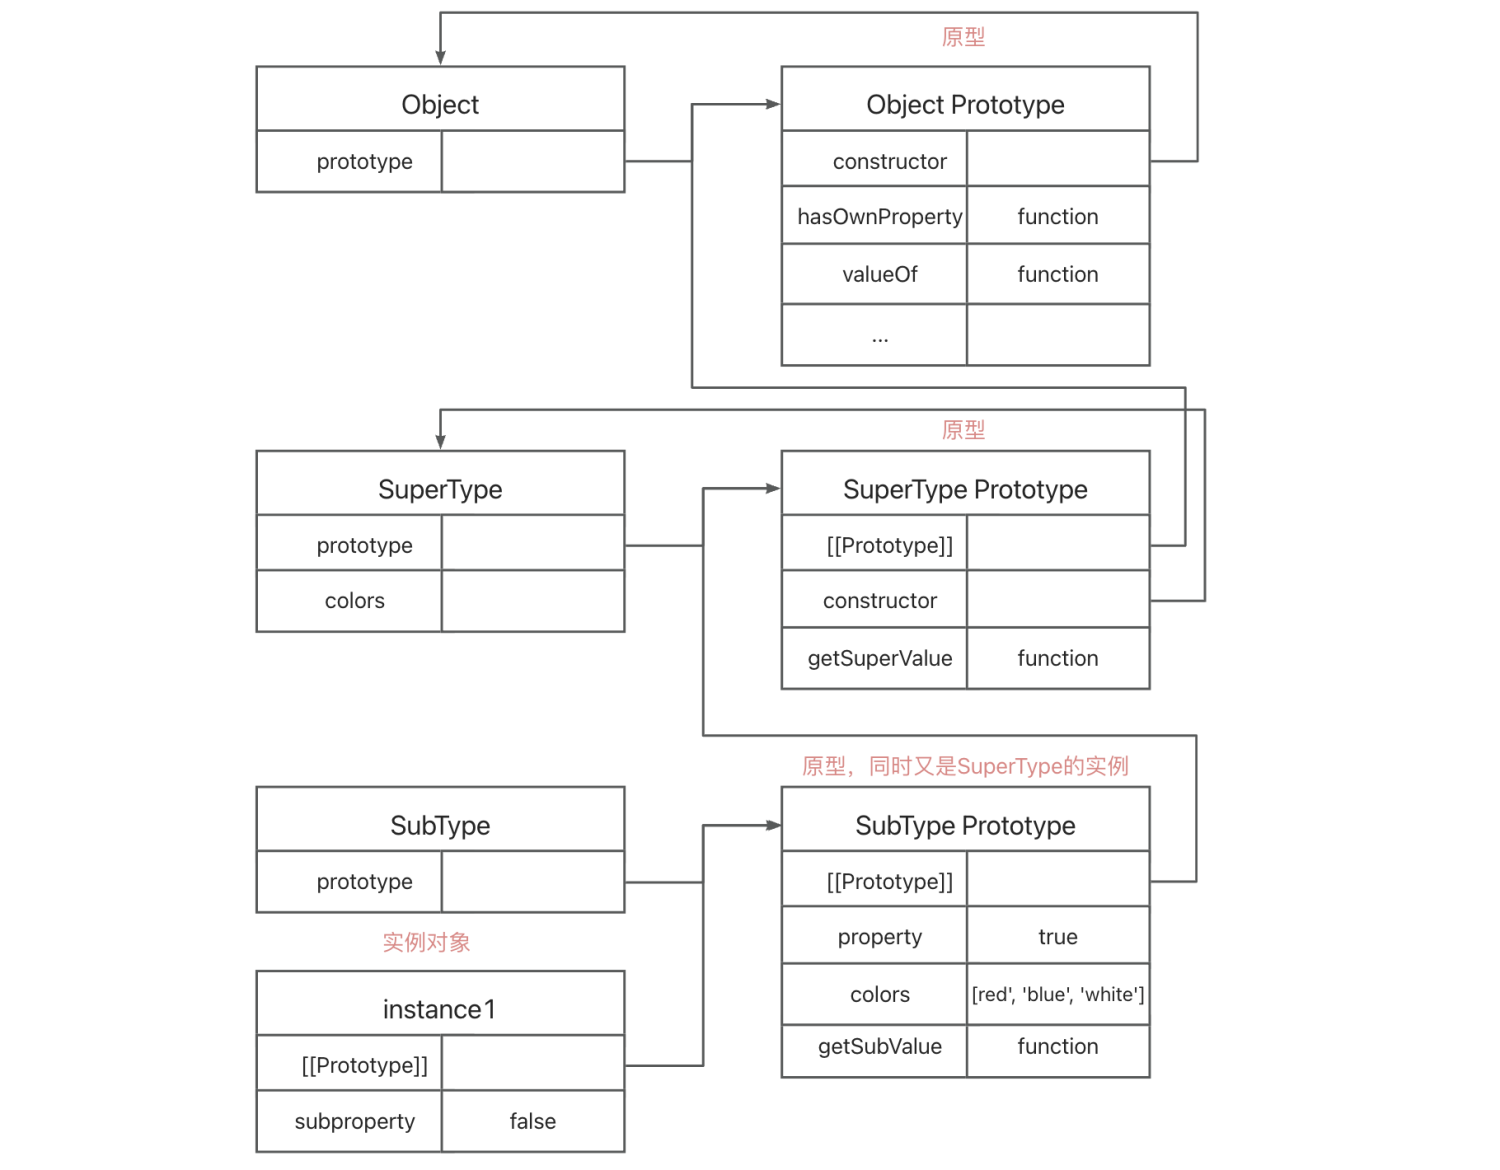 原型
Object
Object Prototype
prototype
constructor
hasOwnProperty function
valueOf function
...
原型
SuperType
SuperType Prototype
prototype
[[Prototype]]
colors
constructor
getSuperValue function
原型，同时又是SuperType的实例
SubType
SubType Prototype
prototype
[[Prototype]]
property true
实例对象
colors [red', 'blue', 'white']
instance1
getSubValue function
[[Prototype]]
subproperty false